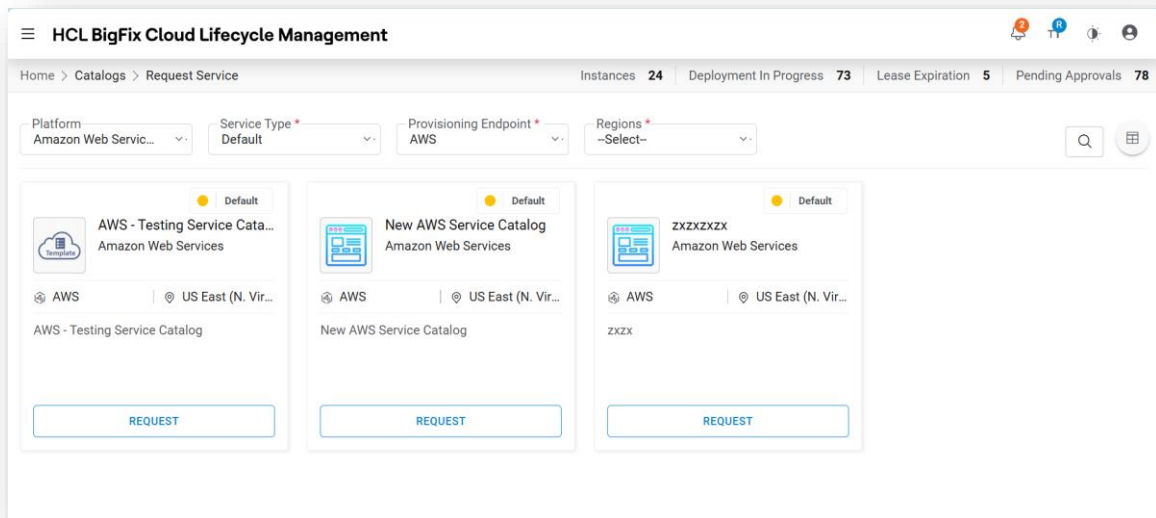 HCL BigFix Cloud Lifecycle Management
2
R
TT
Home > Catalogs > Request Service
Instances 24 Deployment In Progress 73 Lease Expiration 5 Pending Approvals 78
Platform Service Type * Provisioning Endpoint * Regions *
Amazon Web Servic... Default AWS --Select--
Default Default Default
AWS - Testing Service Cata... New AWS Service Catalog zxzxzxzx
Amazon Web Services Amazon Web Services Amazon Web Services
Template
AWS US East (N. Vir... AWS US East (N. Vir... AWS US East (N. Vir...
AWS - Testing Service Catalog New AWS Service Catalog zxzx
REQUEST REQUEST REQUEST